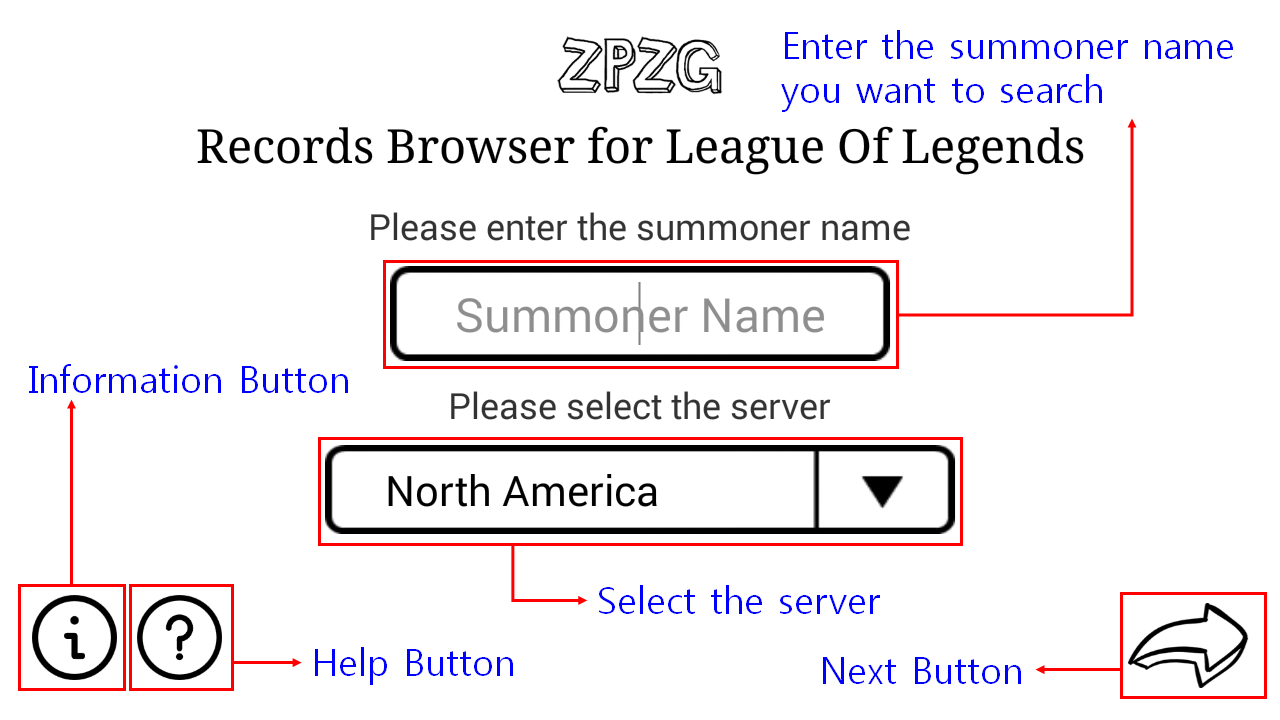 ZPZG
Enter the summoner name
you want to search
Records Browser for League Of Legends
Please enter the summoner name
Summoner Name
Information Button
Please select the server
North America
Select the server
i
?
Help Button
Next Button